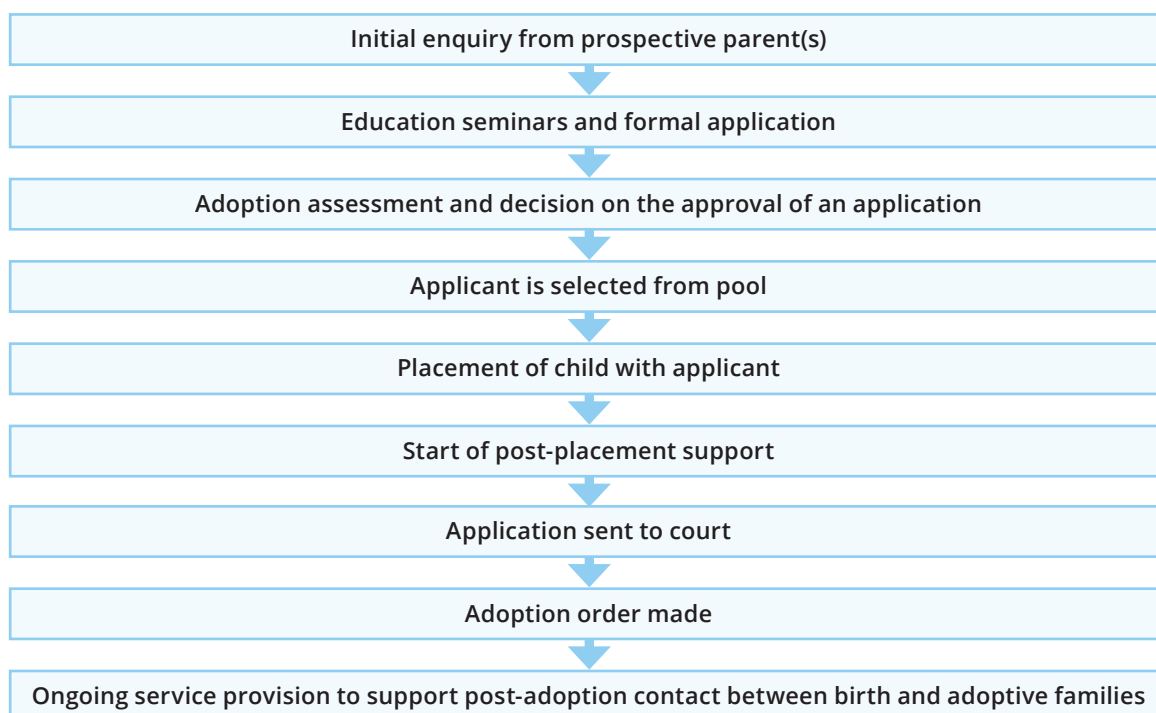 Initial enquiry from prospective parent(s)
Education seminars and formal application
Adoption assessment and decision on the approval of an application
Applicant is selected from pool
Placement of child with applicant
Start of post-placement support
Application sent to court
Adoption order made
Ongoing service provision to support post-adoption contact between birth and adoptive families